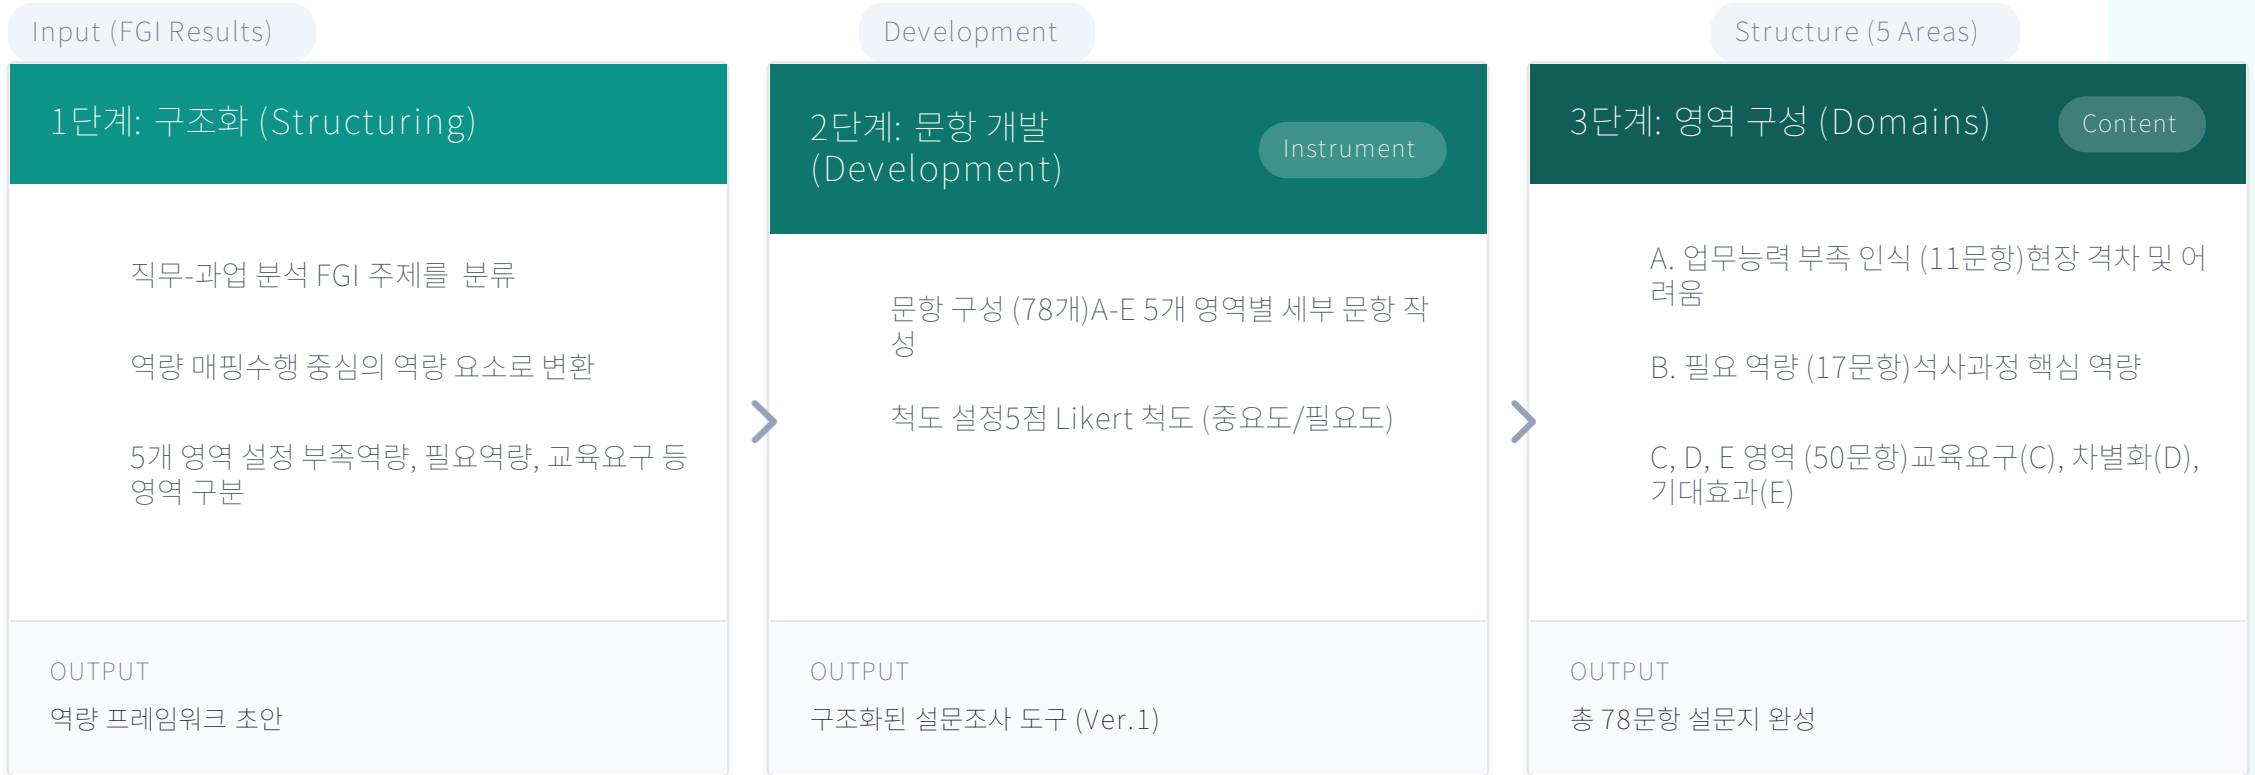 Input (FGI Results)
1단계: 구조화 (Structuring)
직무-과업 분석 FGI 주제를 분류
역량 매핑수행 중심의 역량 요소로 변환
5개 영역 설정 부족역량, 필요역량, 교육요구 등
영역 구분
OUTPUT
역량 프레임워크 초안
Development
2단계: 문항 개발
(Development)
Instrument
문항 구성 (78개)A-E 5개 영역별 세부 문항 작
성
척도 설정5점 Likert 척도 (중요도/필요도)
OUTPUT
구조화된 설문조사 도구 (Ver.1)
Structure (5 Areas)
3단계: 영역 구성 (Domains)
Content
A. 업무능력 부족 인식 (11문항)현장 격차 및 어
려움
B. 필요 역량 (17문항)석사과정 핵심 역량
C, D, E 영역 (50문항)교육요구(C), 차별화(D),
기대효과(E)
OUTPUT
총 78문항 설문지 완성